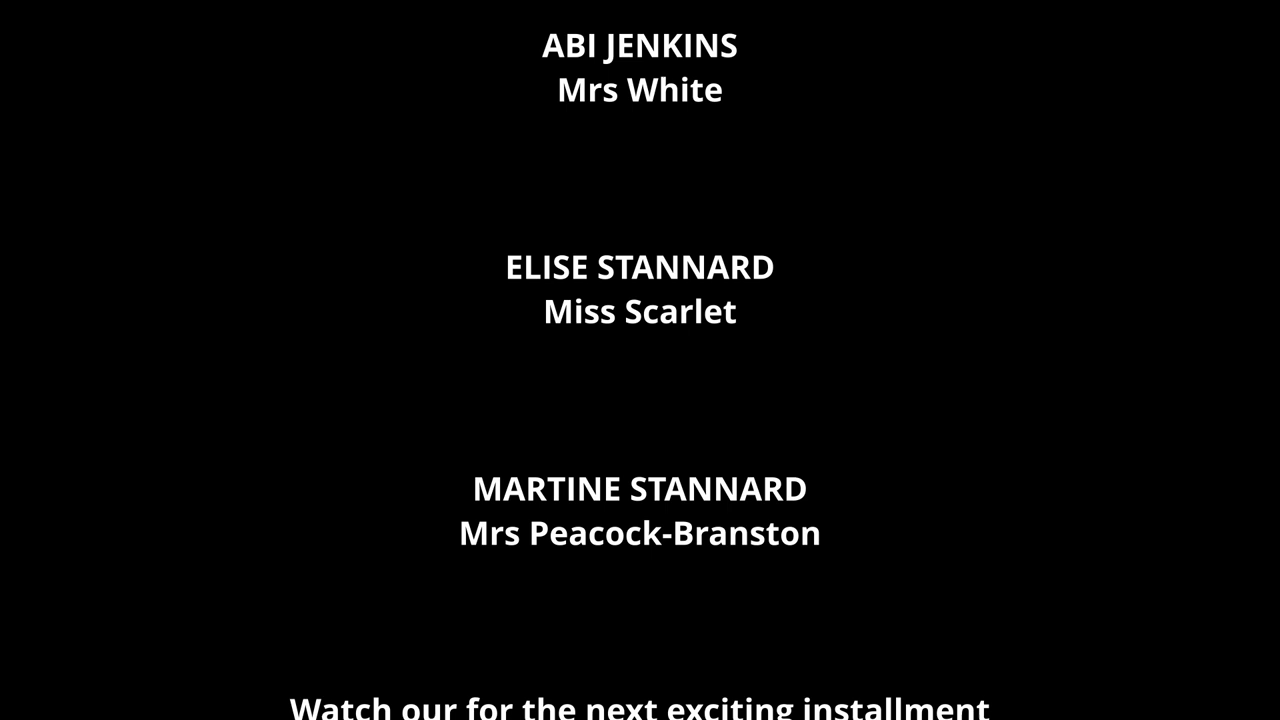 ABI JENKINS
Mrs White
ELISE STANNARD
Miss Scarlet
MARTINE STANNARD
Mrs Peacock-Branston
Watch our for the next exciting installment